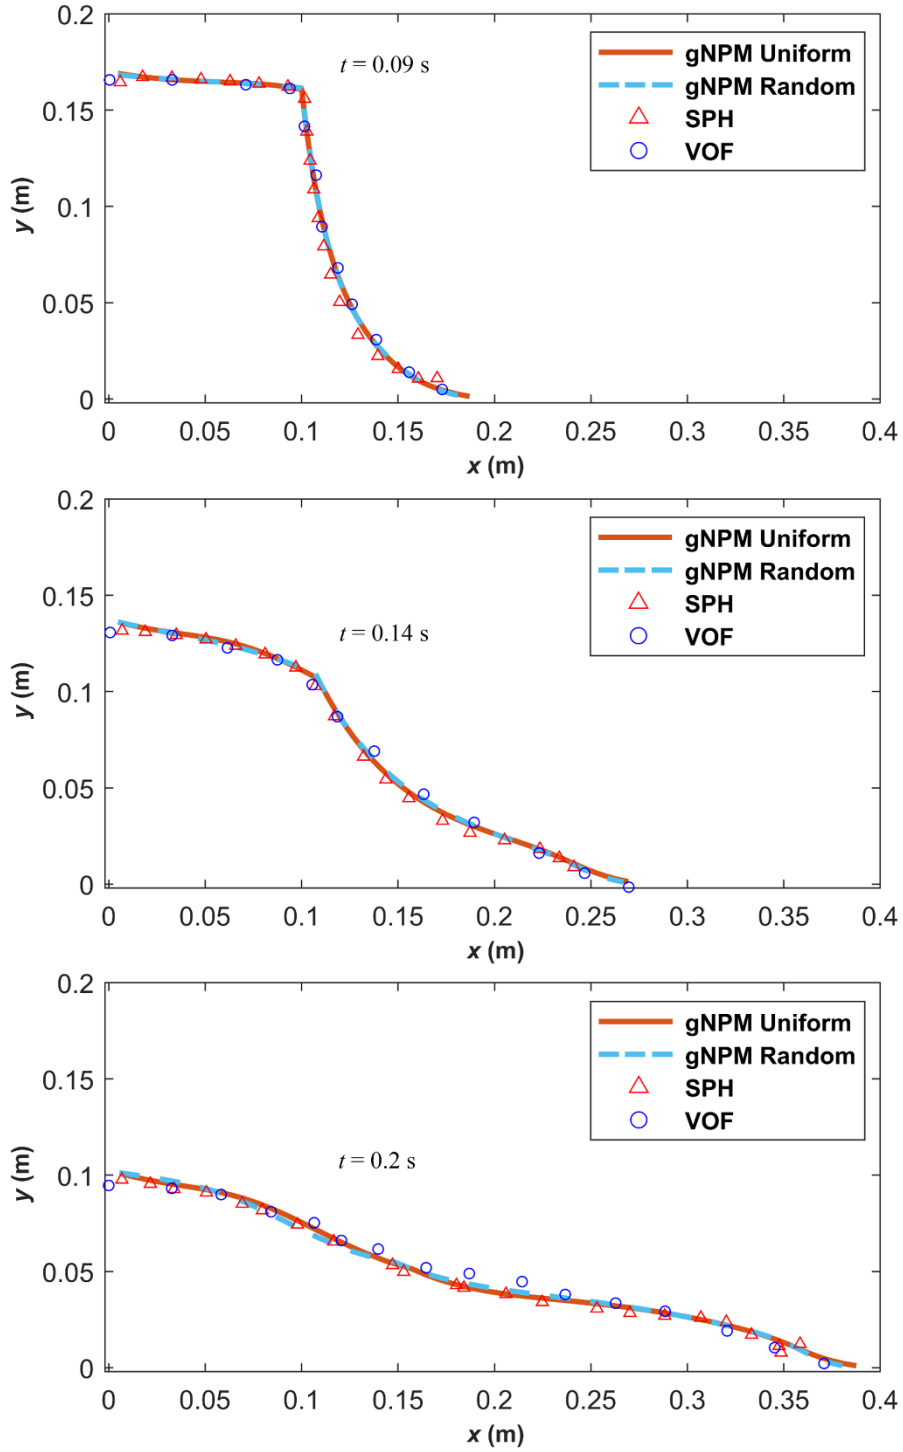 0.2
t = 0.09 s
gNPM Uniform
gNPM Random
SPH
VOF
0.15
0.1
0.05
0
y (m)
0 0.05 0.1 0.15 0.2 0.25 0.3 0.35 0.4
x (m)
0.2
gNPM Uniform
gNPM Random
SPH
VOF
0.15
t = 0.14 s
0.1
0.05
0
y (m)
0 0.05 0.1 0.15 0.2 0.25 0.3 0.35 0.4
x (m)
0.2
gNPM Uniform
gNPM Random
SPH
VOF
0.15
t = 0.2 s
0.1
0.05
0
y (m)
0 0.05 0.1 0.15 0.2 0.25 0.3 0.35 0.4
x (m)